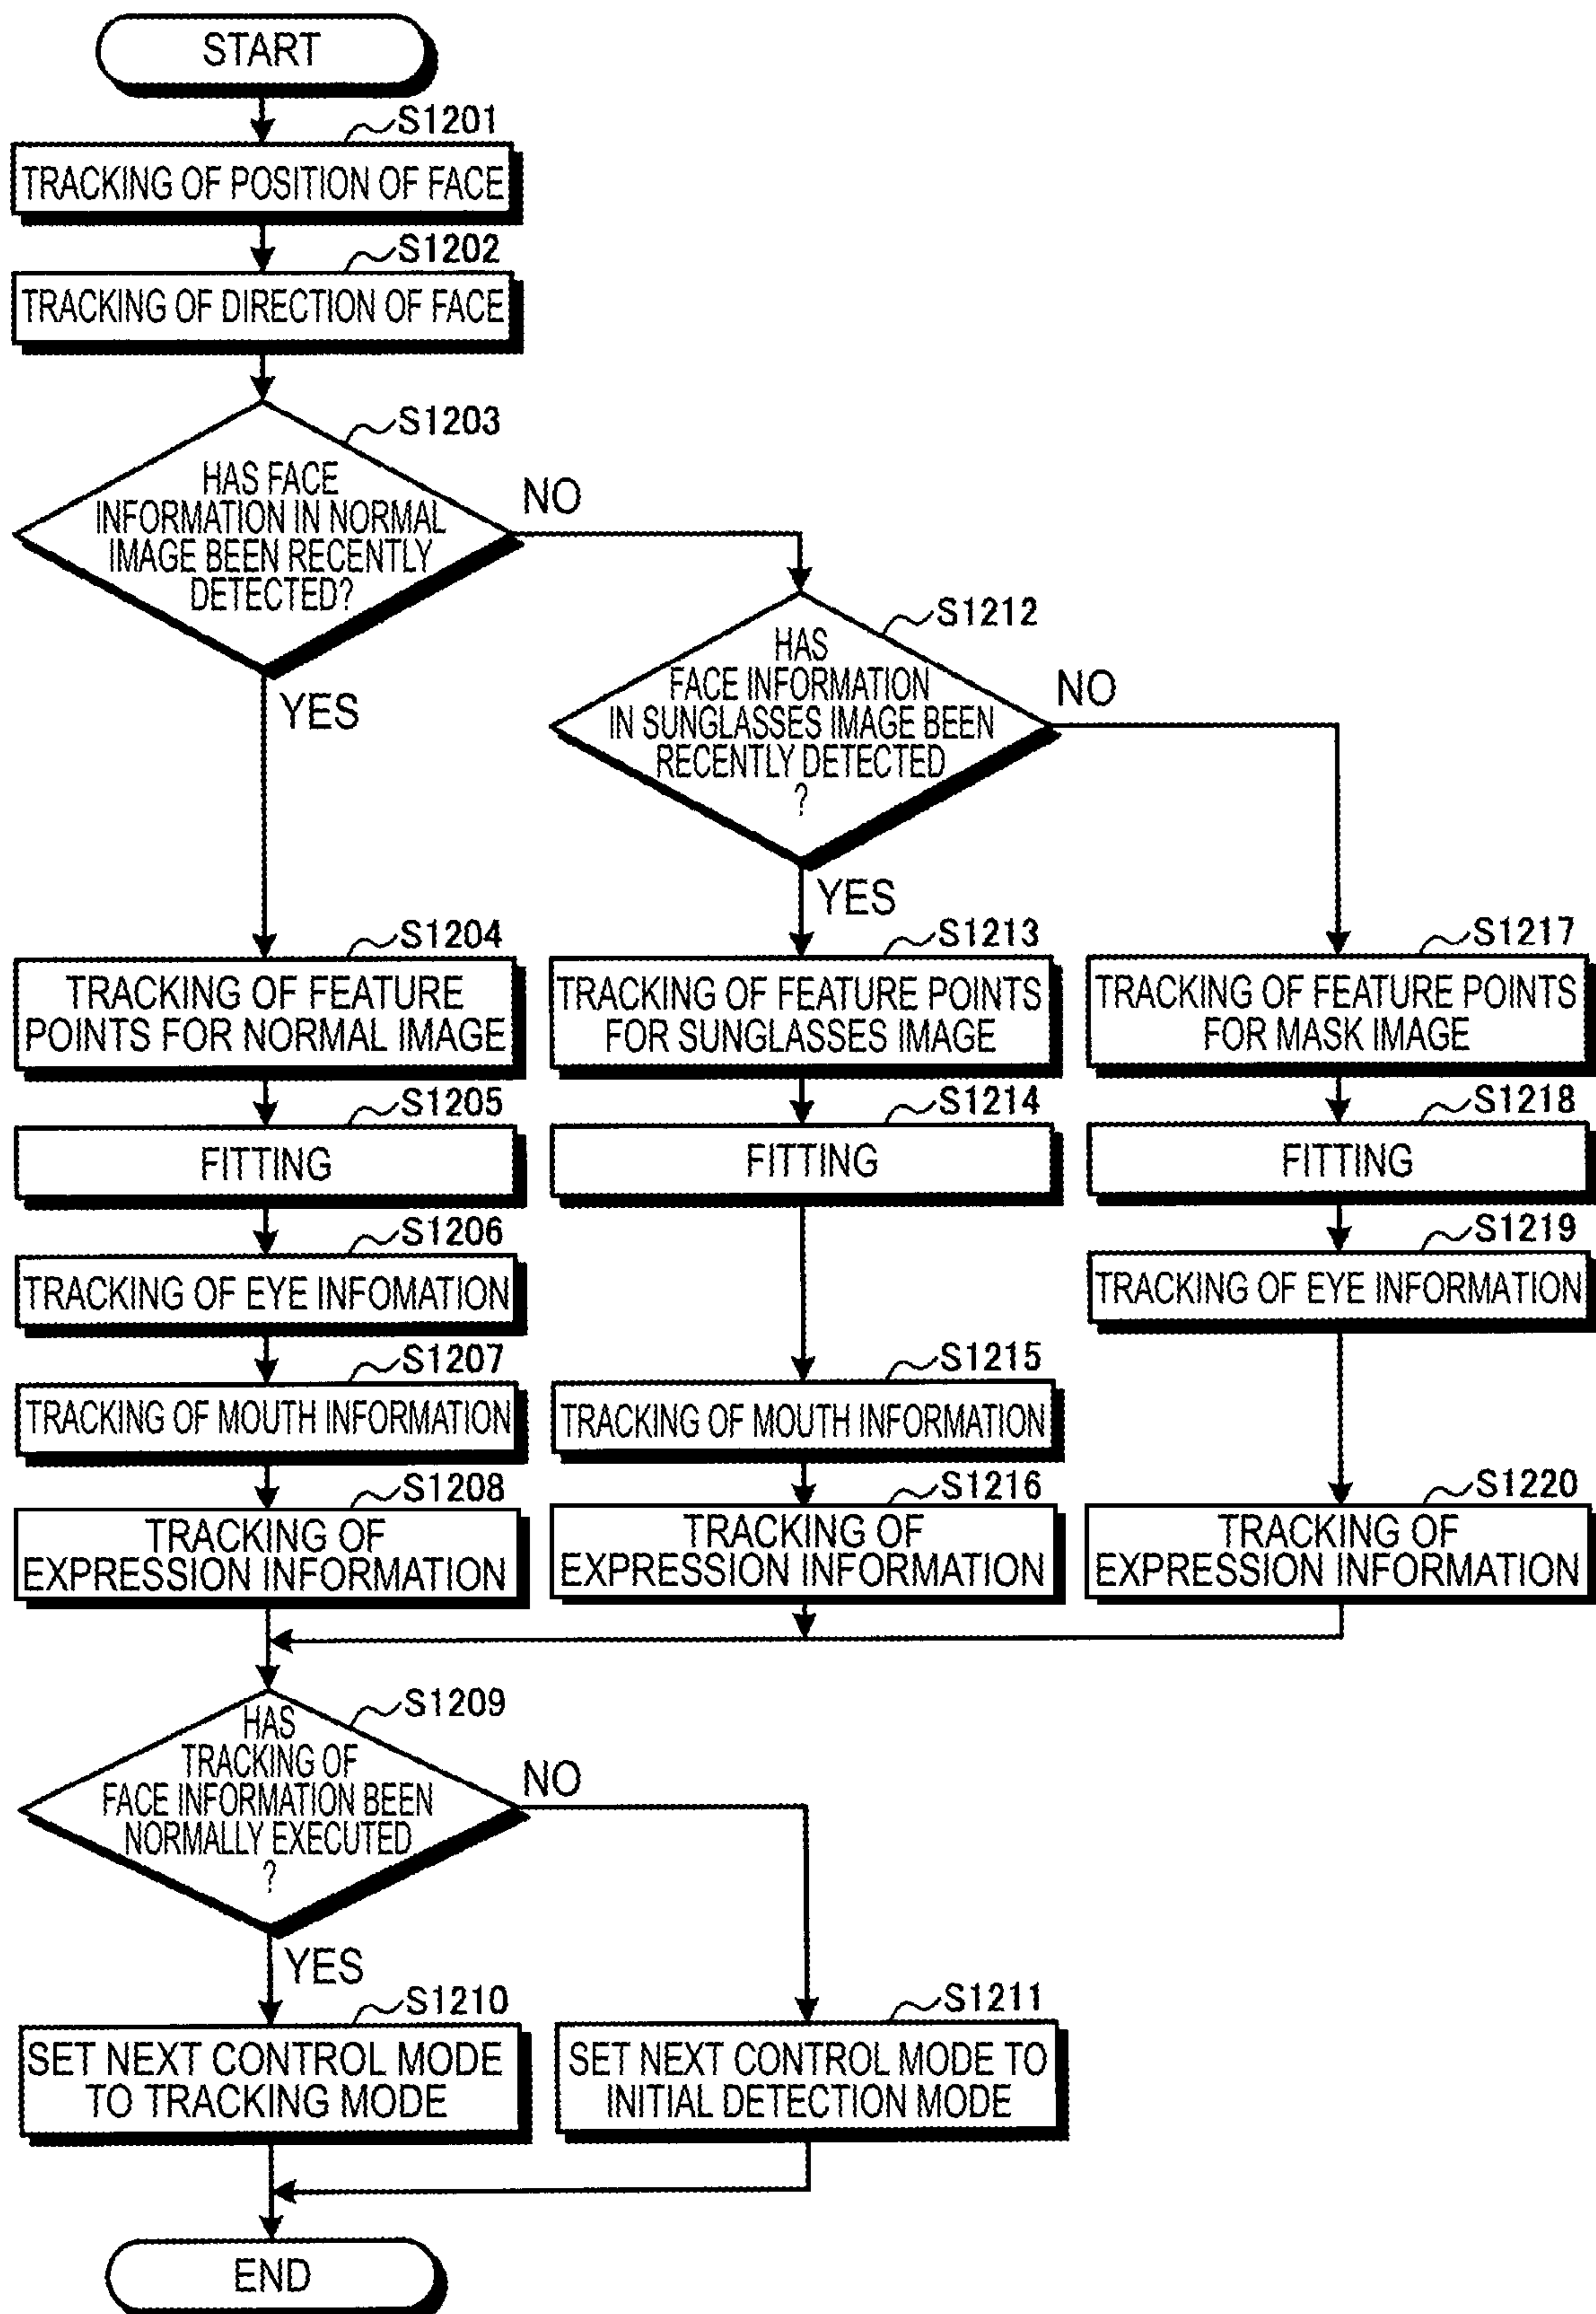 START
S1201
TRACKING OF POSITION OF FACE
S1202
TRACKING OF DIRECTION OF FACE
S1203
HAS FACE
INFORMATION IN NORMAL
IMAGE BEEN RECENTLY
DETECTED?
NO
YES
S1212
HAS
FACE INFORMATION
IN SUNGLASSES IMAGE BEEN
RECENTLY DETECTED
?
NO
YES
S1204
TRACKING OF FEATURE
POINTS FOR NORMAL IMAGE
S1205
FITTING
S1206
TRACKING OF EYE INFOMATION
S1207
TRACKING OF MOUTH INFORMATION
S1208
TRACKING OF
EXPRESSION INFORMATION
S1213
TRACKING OF FEATURE POINTS
FOR SUNGLASSES IMAGE
S1214
FITTING
S1215
TRACKING OF MOUTH INFORMATION
S1216
TRACKING OF
EXPRESSION INFORMATION
S1217
TRACKING OF FEATURE POINTS
FOR MASK IMAGE
S1218
FITTING
S1219
TRACKING OF EYE INFORMATION
S1220
TRACKING OF
EXPRESSION INFORMATION
S1209
HAS
TRACKING OF
FACE INFORMATION BEEN
NORMALLY EXECUTED
?
NO
YES
S1210
SET NEXT CONTROL MODE
TO TRACKING MODE
S1211
SET NEXT CONTROL MODE TO
INITIAL DETECTION MODE
END